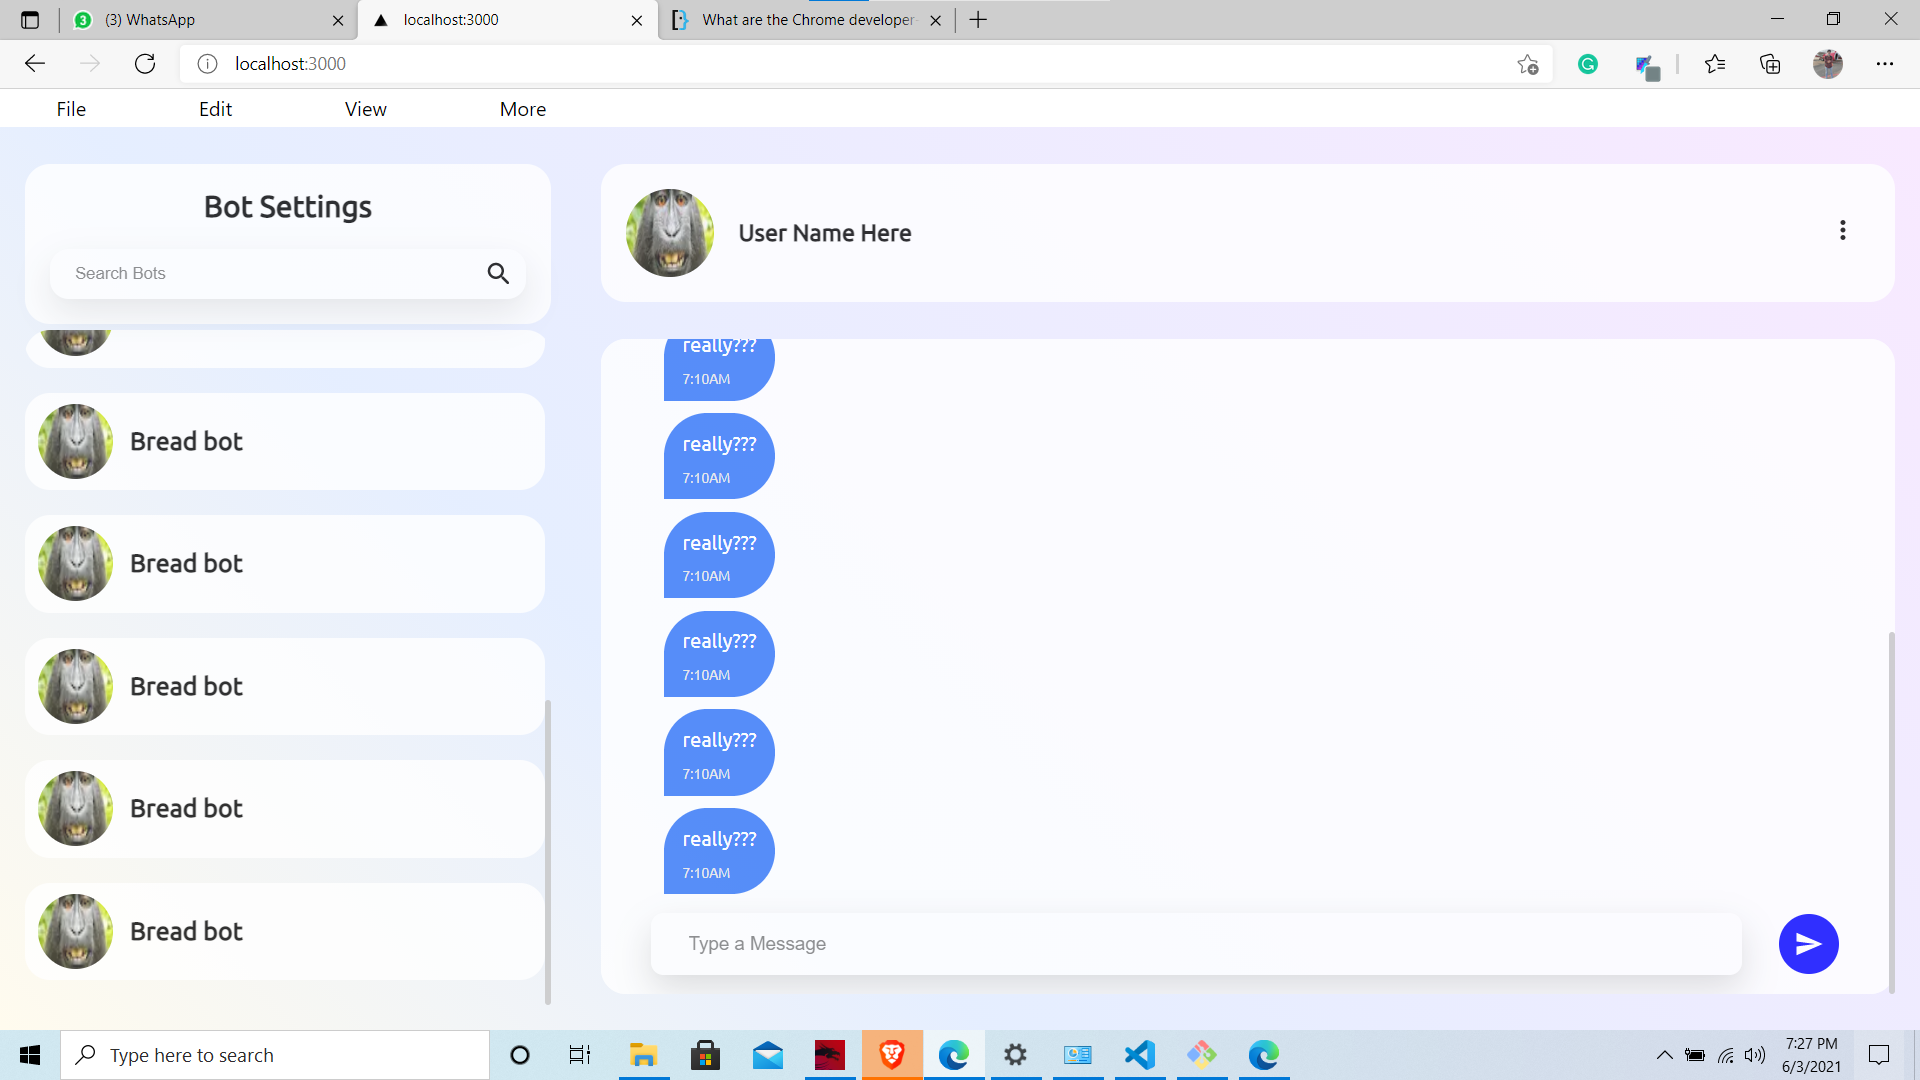 (3) WhatsApp
localhost:3000
What are the Chrome developer
localhost:3000
File Edit View More
Bot Settings
Search Bots
Bread bot
Bread bot
Bread bot
Bread bot
Bread bot
User Name Here
really???
7:10AM
really???
7:10AM
really???
7:10AM
really???
7:10AM
really???
7:10AM
really???
7:10AM
Type a Message
Type here to search
7:27 PM
6/3/2021